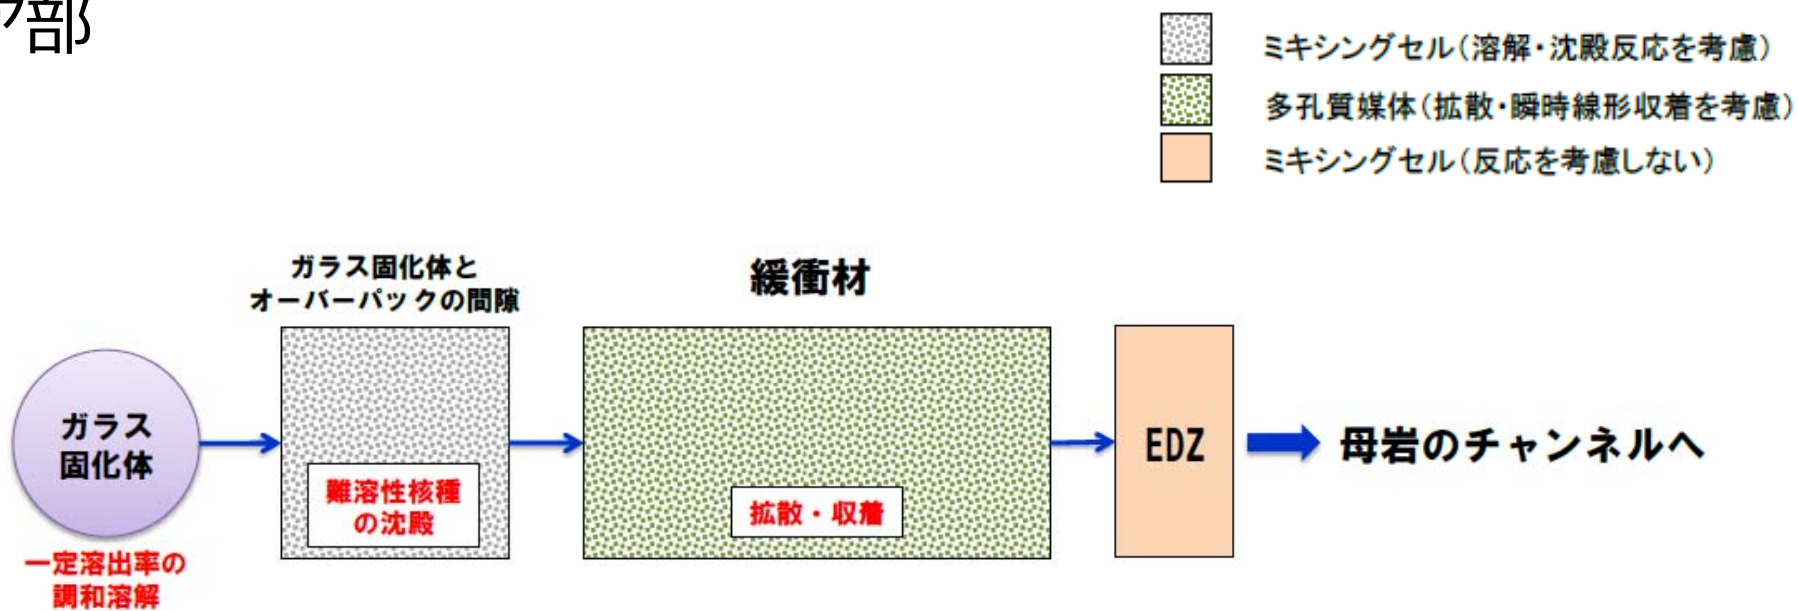 部
ミキシングセル（溶解・沈殿反応を考慮）
多孔質媒体（拡散・瞬時線形収着を考慮）
ミキシングセル（反応を考慮しない）
ガラス固化体と
オーバーパックの間隙
緩衝材
ガラス
固化体
難溶性核種
の沈殿
拡散・収着
EDZ
母岩のチャンネルへ
一定溶出率の
調和溶解